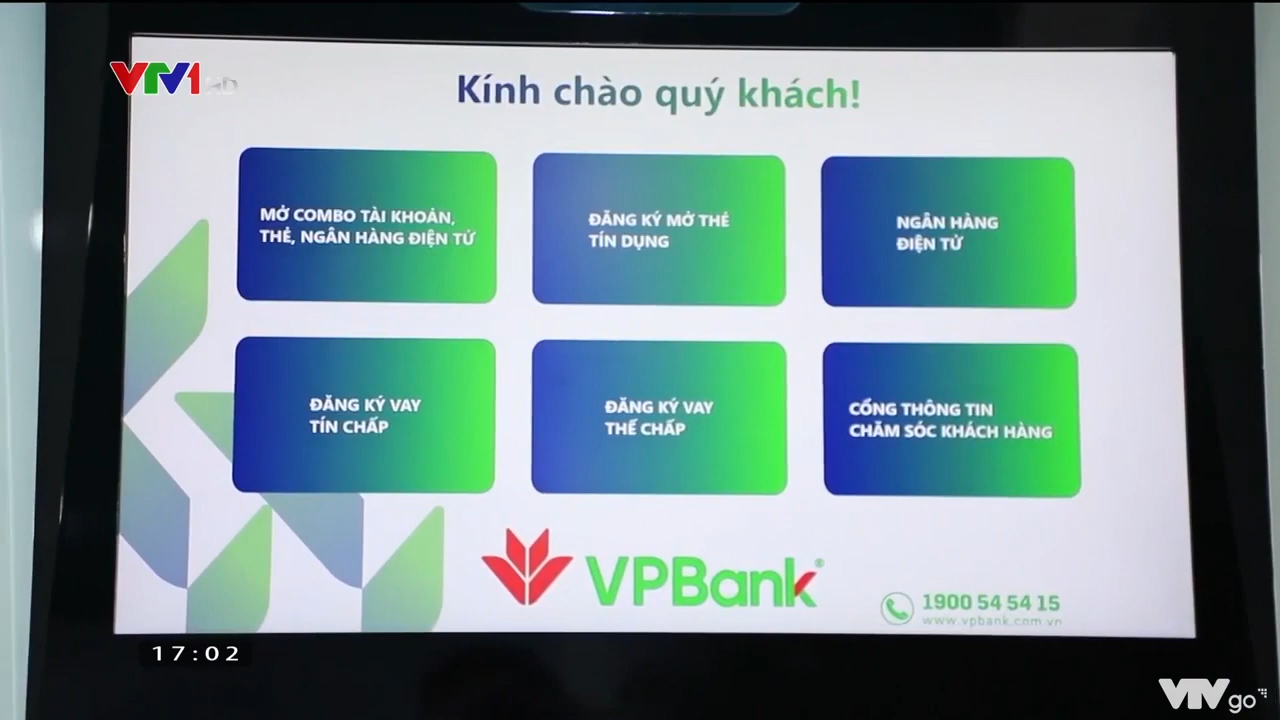 VTV1 HD
Kính chào quý khách!
MỞ COMBO TÀI KHOẢN,
THẺ, NGÂN HÀNG ĐIỆN TỬ
ĐĂNG KÝ MỞ THẺ
TÍN DỤNG
NGÂN HÀNG
ĐIỆN TỬ
ĐĂNG KÝ VAY
TÍN CHẤP
ĐĂNG KÝ VAY
THẾ CHẤP
CỔNG THÔNG TIN
CHĂM SÓC KHÁCH HÀNG
VPBank®
1900 54 54 15
www.vpbank.com.vn
17:02
VTVgo